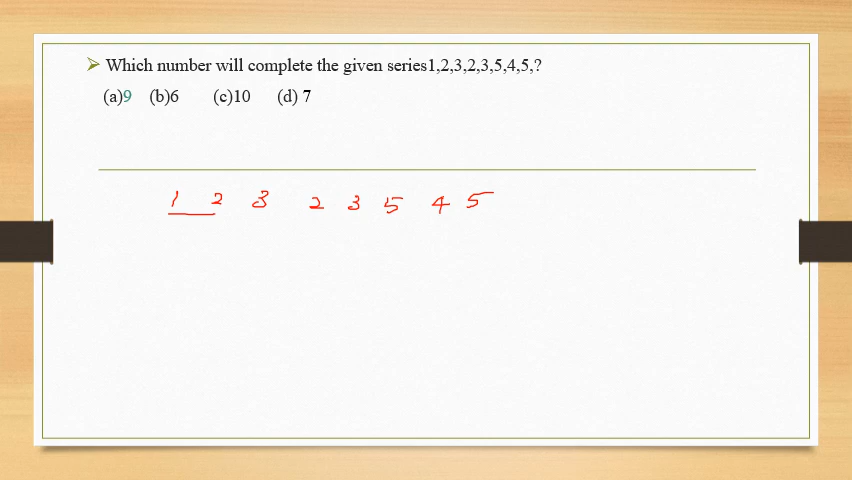 ➢ Which number will complete the given series1,2,3,2,3,5,4,5,?
(a)9 (b)6 (c)10 (d) 7
1 2 3 2 3 5 4 5